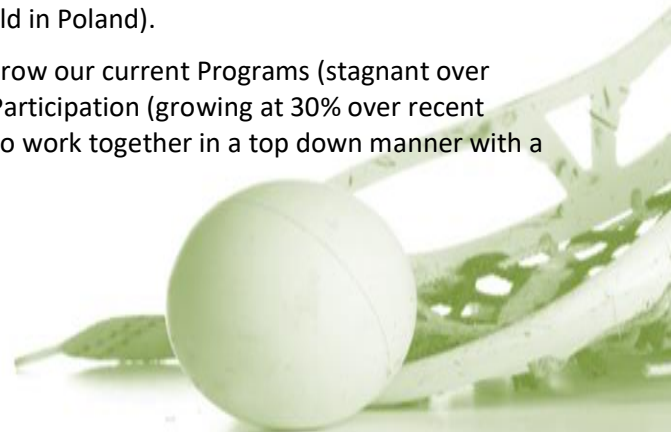 ld in Poland).
row our current Programs (stagnant over
Participation (growing at 30% over recent
o work together in a top down manner with a